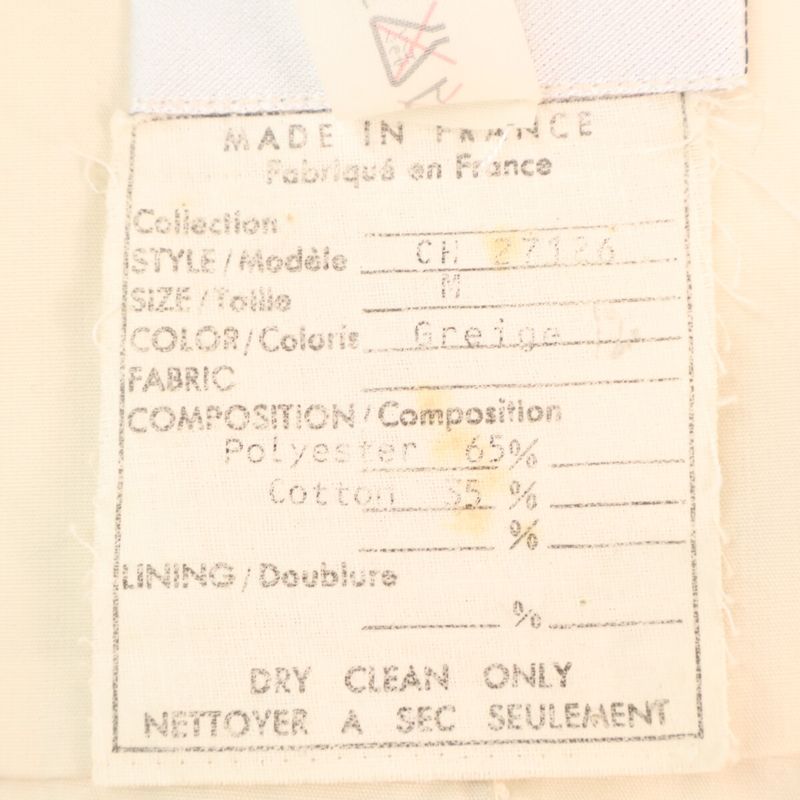 MADE IN FRANCE
Fabriqué en France
Collection
STYLE/Modèle CH 27126
SIZE/Taille M
COLOR/Coloris Greige
FABRIC
COMPOSITION/Composition
Polyester 65%
Cotton 35 %
%
LINING/Doublure
%
DRY CLEAN ONLY
NETTOYER A SEC SEULEMENT